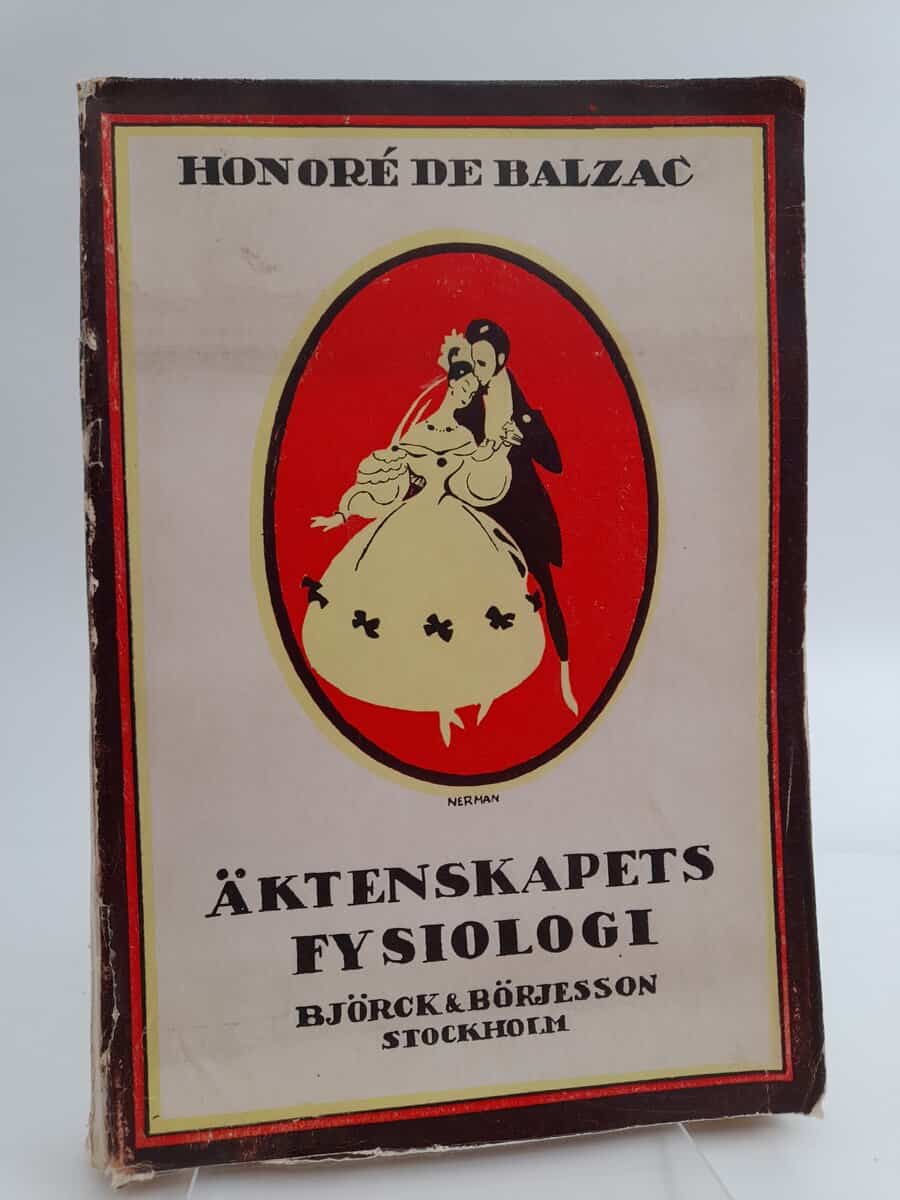 HONORÉ DE BALZAC
NERMAN
ÄKTENSKAPETS
FYSIOLOGI
BJÖRCK & BÖRJESSON
STOCKHOLM